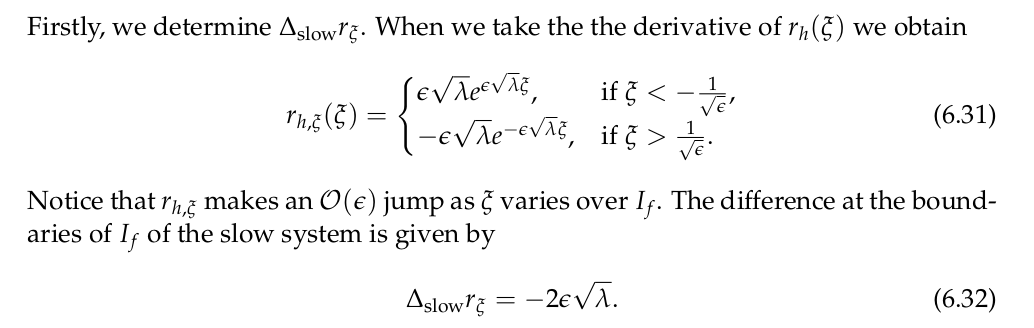 Firstly, we determine Δ_slow r_ξ. When we take the the derivative of r_h(ξ) we obtain
r_{h,ξ}(ξ) = { ϵ√λe^{ϵ√λξ}, if ξ < −1/√ϵ,
−ϵ√λe^{−ϵ√λξ}, if ξ > 1/√ϵ. (6.31)
Notice that r_{h,ξ} makes an O(ϵ) jump as ξ varies over I_f. The difference at the bound-
aries of I_f of the slow system is given by
Δ_slow r_ξ = −2ϵ√λ. (6.32)